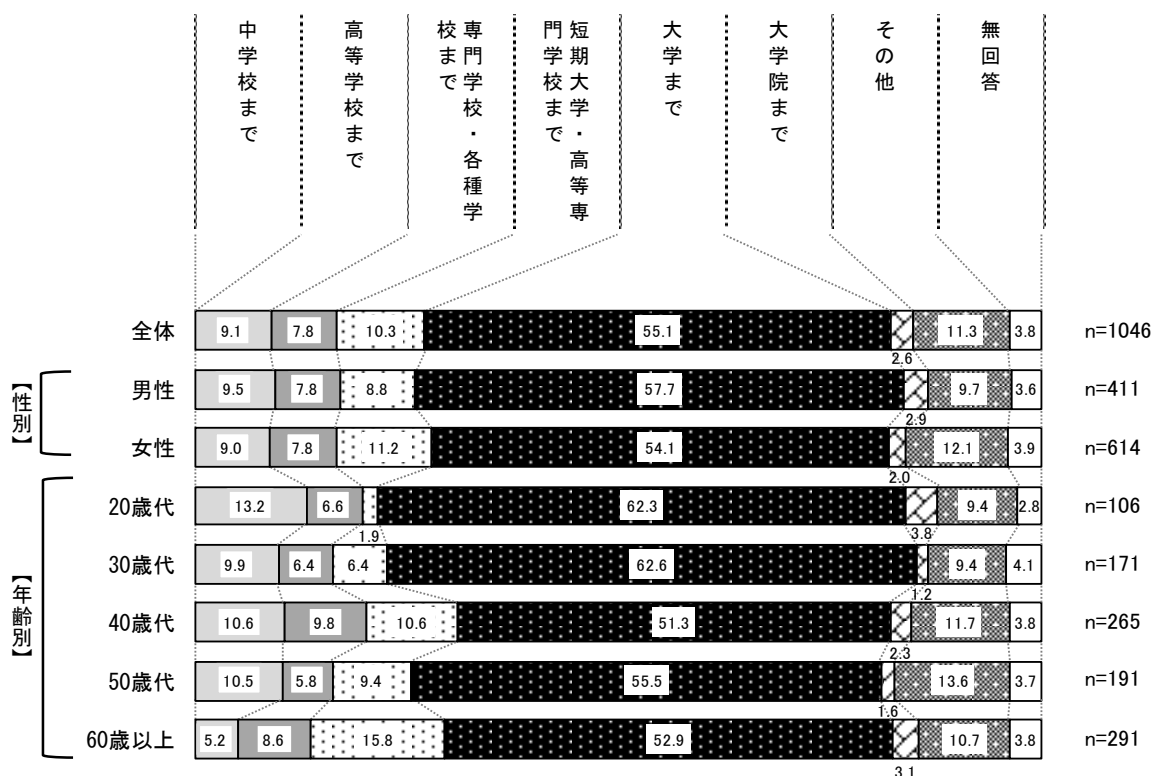 中学校まで
高等学校まで
専門学校・各種学
校まで
短期大学・高等専
門学校まで
大学まで
大学院まで
その他
無回答
全体 9.1 7.8 10.3 55.1 2.6 11.3 3.8 n=1046
【性別】
男性 9.5 7.8 8.8 57.7 2.9 9.7 3.6 n=411
女性 9.0 7.8 11.2 54.1 2.0 12.1 3.9 n=614
【年齢別】
20歳代 13.2 6.6 1.9 62.3 3.8 9.4 2.8 n=106
30歳代 9.9 6.4 6.4 62.6 1.2 9.4 4.1 n=171
40歳代 10.6 9.8 10.6 51.3 2.3 11.7 3.8 n=265
50歳代 10.5 5.8 9.4 55.5 1.6 13.6 3.7 n=191
60歳以上 5.2 8.6 15.8 52.9 3.1 10.7 3.8 n=291